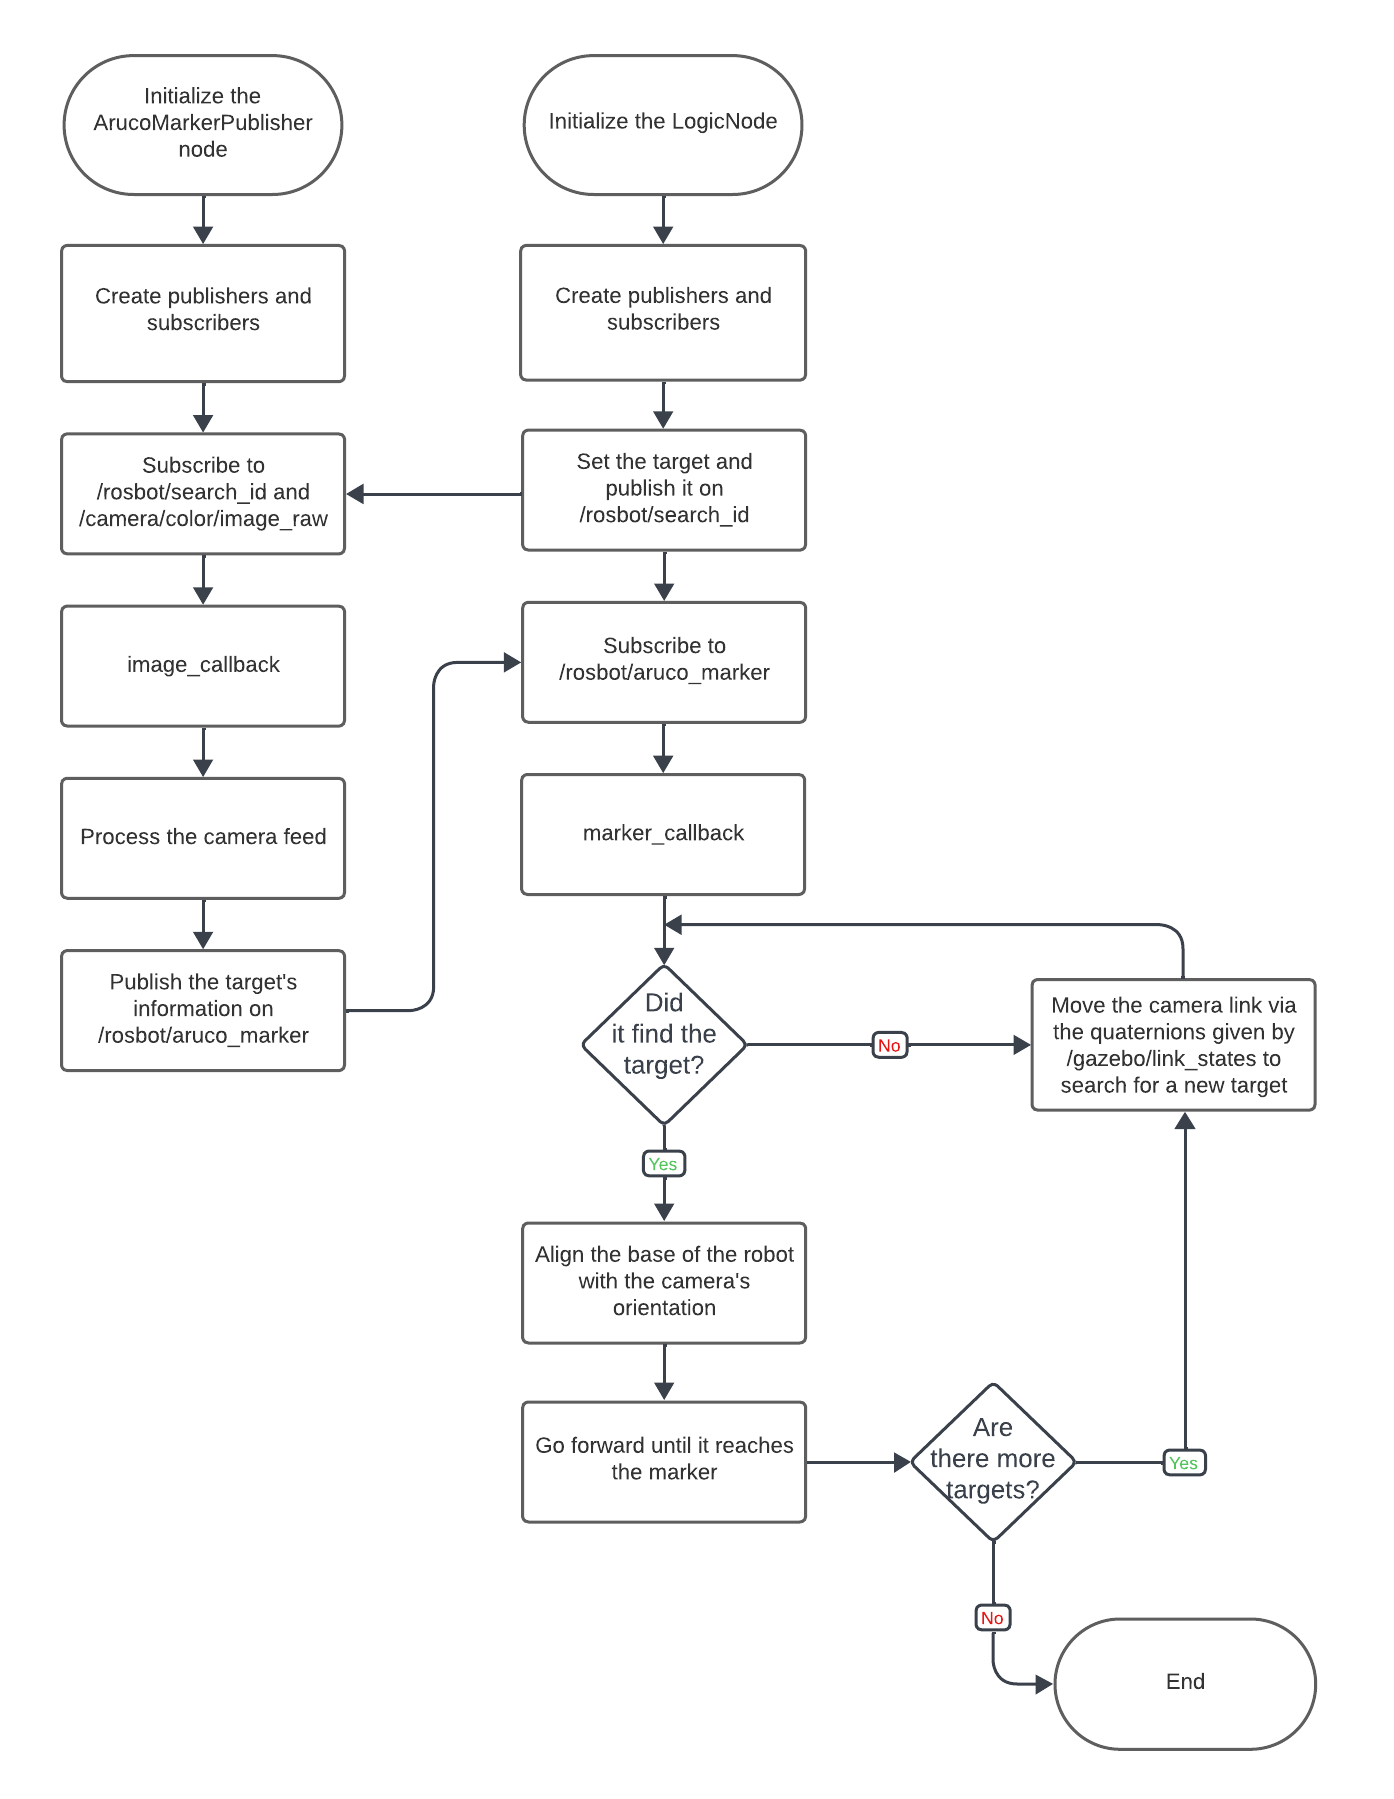 Initialize the
ArucoMarkerPublisher
node
Create publishers and
subscribers
Subscribe to
/rosbot/search_id and
/camera/color/image_raw
image_callback
Process the camera feed
Publish the target's
information on
/rosbot/aruco_marker
Initialize the LogicNode
Create publishers and
subscribers
Set the target and
publish it on
/rosbot/search_id
Subscribe to
/rosbot/aruco_marker
marker_callback
Did
it find the
target?
No
Move the camera link via
the quaternions given by
/gazebo/link_states to
search for a new target
Yes
Align the base of the robot
with the camera's
orientation
Go forward until it reaches
the marker
Are
there more
targets?
Yes
No
End